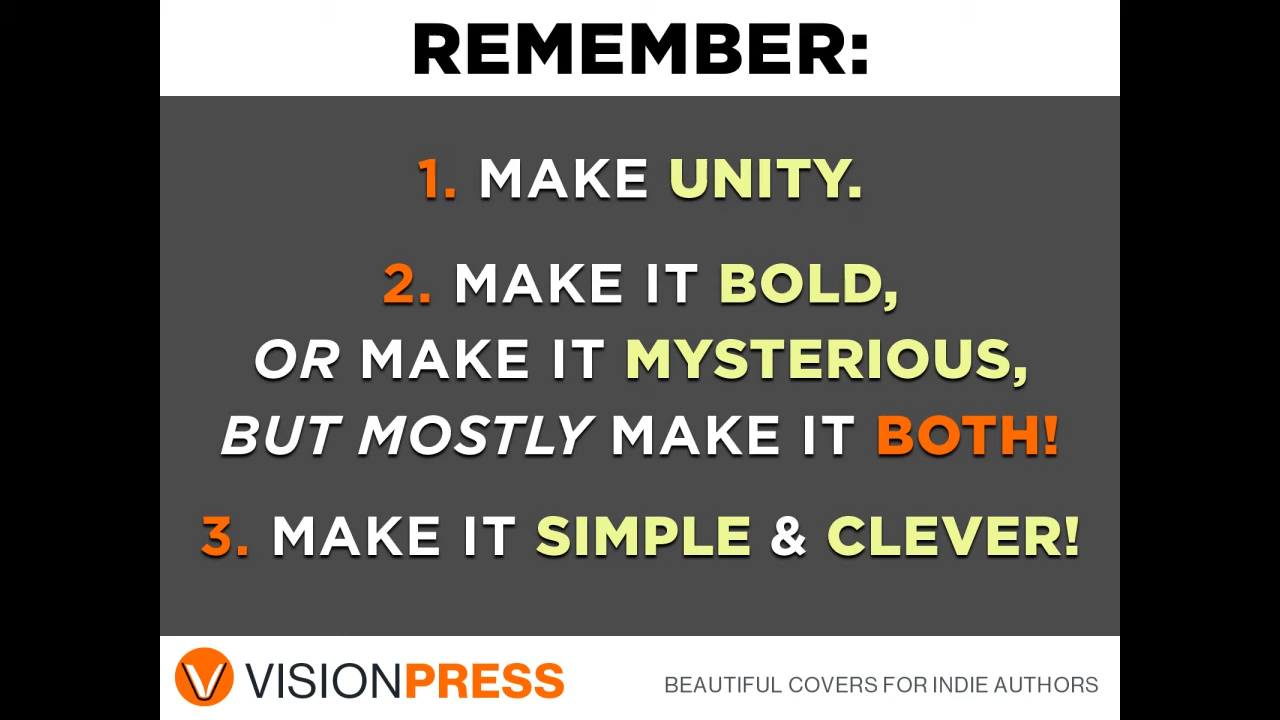 REMEMBER:
1. MAKE UNITY.
2. MAKE IT BOLD,
OR MAKE IT MYSTERIOUS,
BUT MOSTLY MAKE IT BOTH!
3. MAKE IT SIMPLE & CLEVER!
VISIONPRESS
BEAUTIFUL COVERS FOR INDIE AUTHORS